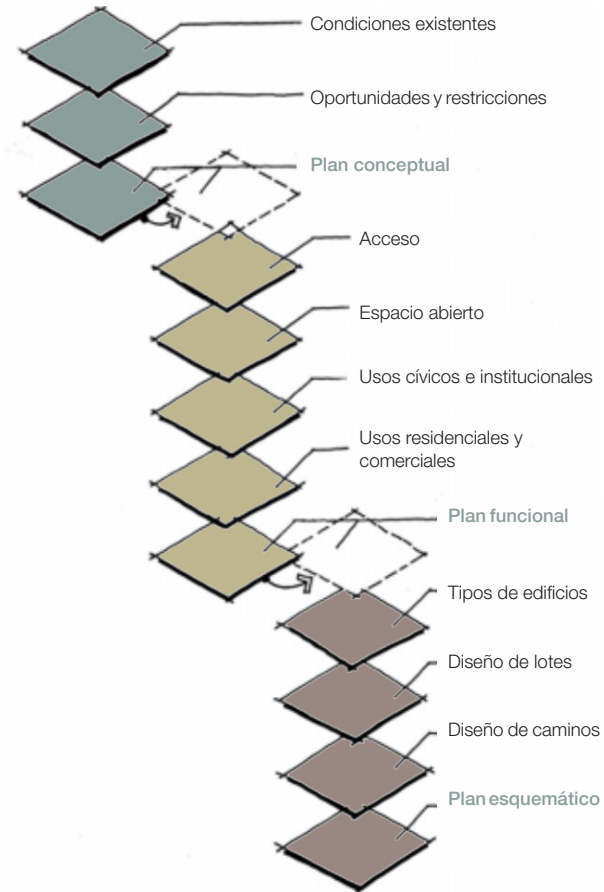 Condiciones existentes
Oportunidades y restricciones
Plan conceptual
Acceso
Espacio abierto
Usos cívicos e institucionales
Usos residenciales y
comerciales
Plan funcional
Tipos de edificios
Diseño de lotes
Diseño de caminos
Plan esquemático